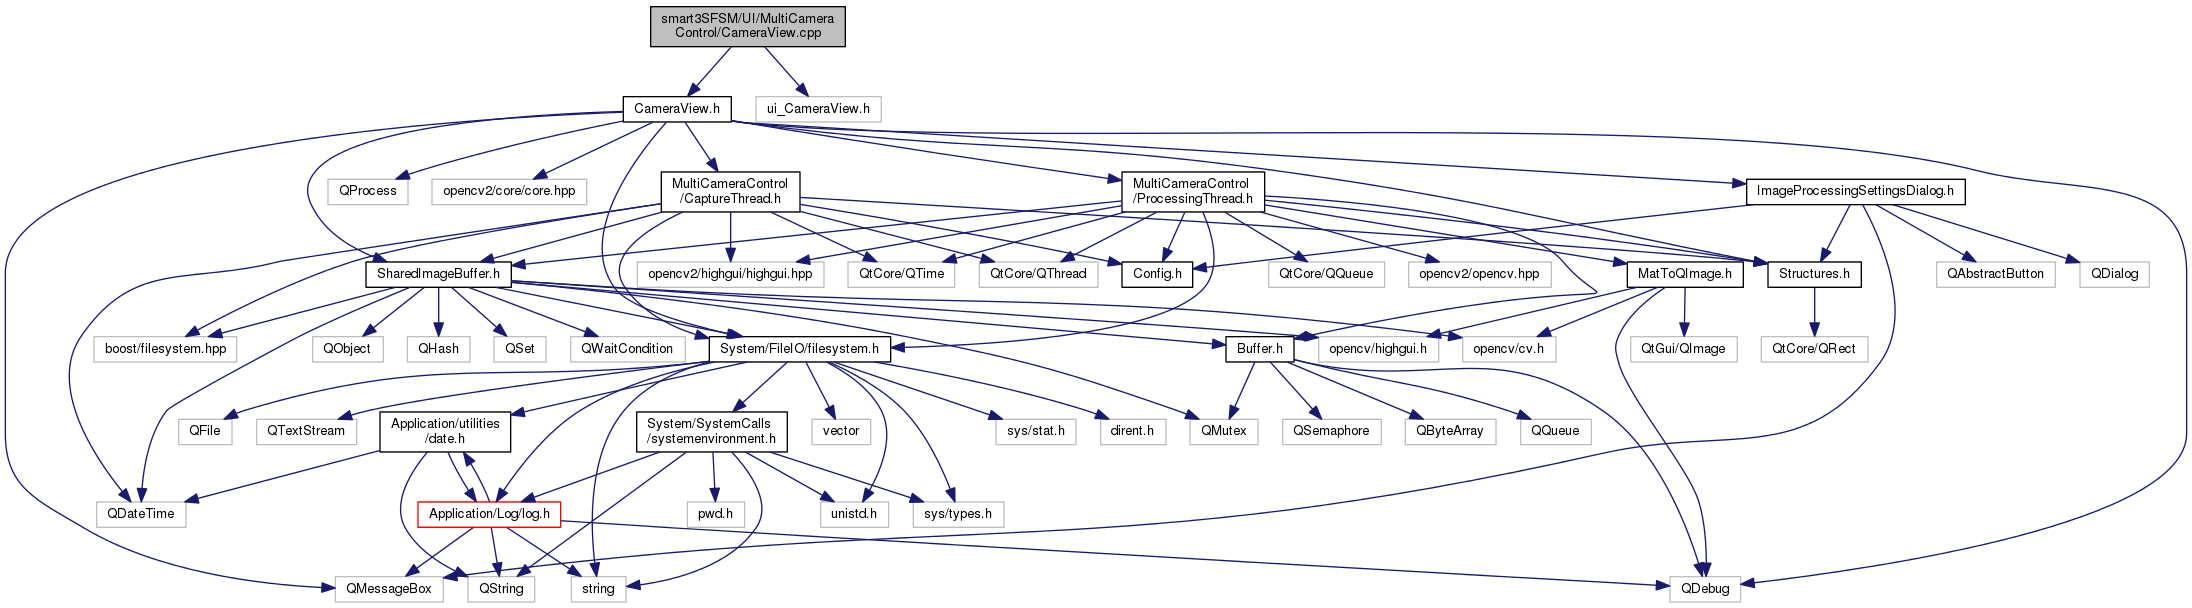 smart3SFSM/UI/MultiCamera
Control/CameraView.cpp
CameraView.h
ui_CameraView.h
QProcess
opencv2/core/core.hpp
MultiCameraControl
/CaptureThread.h
MultiCameraControl
/ProcessingThread.h
ImageProcessingSettingsDialog.h
SharedImageBuffer.h
opencv2/highgui/highgui.hpp
QtCore/QTime
QtCore/QThread
Config.h
QtCore/QQueue
opencv2/opencv.hpp
MatToQImage.h
Structures.h
QAbstractButton
QDialog
boost/filesystem.hpp
QObject
QHash
QSet
QWaitCondition
System/FileIO/filesystem.h
Buffer.h
opencv/highgui.h
opencv/cv.h
QtGui/QImage
QtCore/QRect
QFile
QTextStream
Application/utilities
/date.h
System/SystemCalls
/systemenvironment.h
vector
sys/stat.h
dirent.h
QMutex
QSemaphore
QByteArray
QQueue
QDateTime
Application/Log/log.h
pwd.h
unistd.h
sys/types.h
QMessageBox
QString
string
QDebug